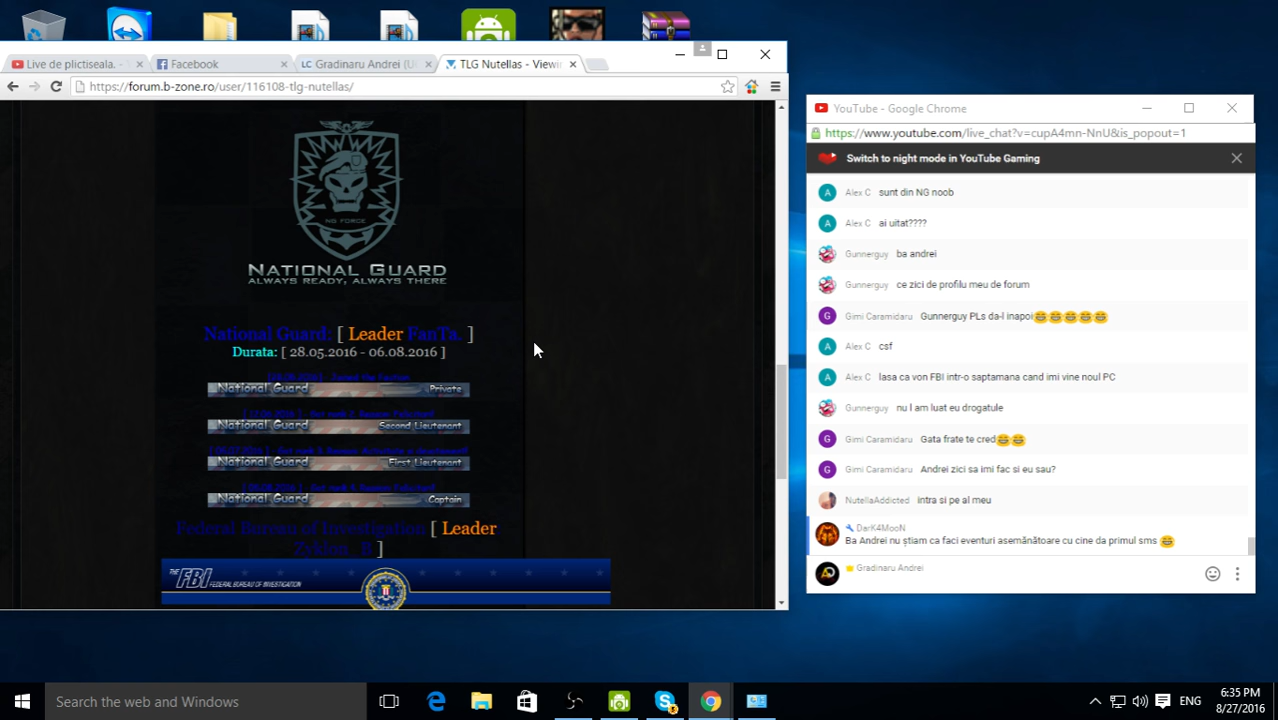 Live de plictiseala. -
Facebook
LC Gradinaru Andrei (U
TLG Nutellas - Viewi
https://forum.b-zone.ro/user/116108-tlg-nutellas/
NG FORCE
NATIONAL GUARD
ALWAYS READY, ALWAYS THERE
National Guard: [ Leader FanTa. ]
Durata: [ 28.05.2016 - 06.08.2016 ]
National Guard Private
National Guard Second Lieutenant
National Guard First Lieutenant
National Guard Captain
Federal Bureau of Investigation [ Leader
]
THE FBI FEDERAL BUREAU OF INVESTIGATION
YouTube - Google Chrome
https://www.youtube.com/live_chat?v=cupA4mn-NnU&is_popout=1
Switch to night mode in YouTube Gaming
A Alex C sunt din NG noob
A Alex C ai uitat????
Gunnerguy ba andrei
Gunnerguy ce zici de profilu meu de forum
G Gimi Caramidaru Gunnerguy PLs da-l inapoi😂😂😂😂😂
A Alex C csf
A Alex C lasa ca von FBI intr-o saptamana cand imi vine noul PC
Gunnerguy nu l am luat eu drogatule
G Gimi Caramidaru Gata frate te cred😂😂
G Gimi Caramidaru Andrei zici sa imi fac si eu sau?
NutellaAddicted intra si pe al meu
DarK4MooN
Ba Andrei nu știam ca faci eventuri asemănătoare cu cine da primul sms 😂
Gradinaru Andrei
Search the web and Windows
ENG
6:35 PM
8/27/2016